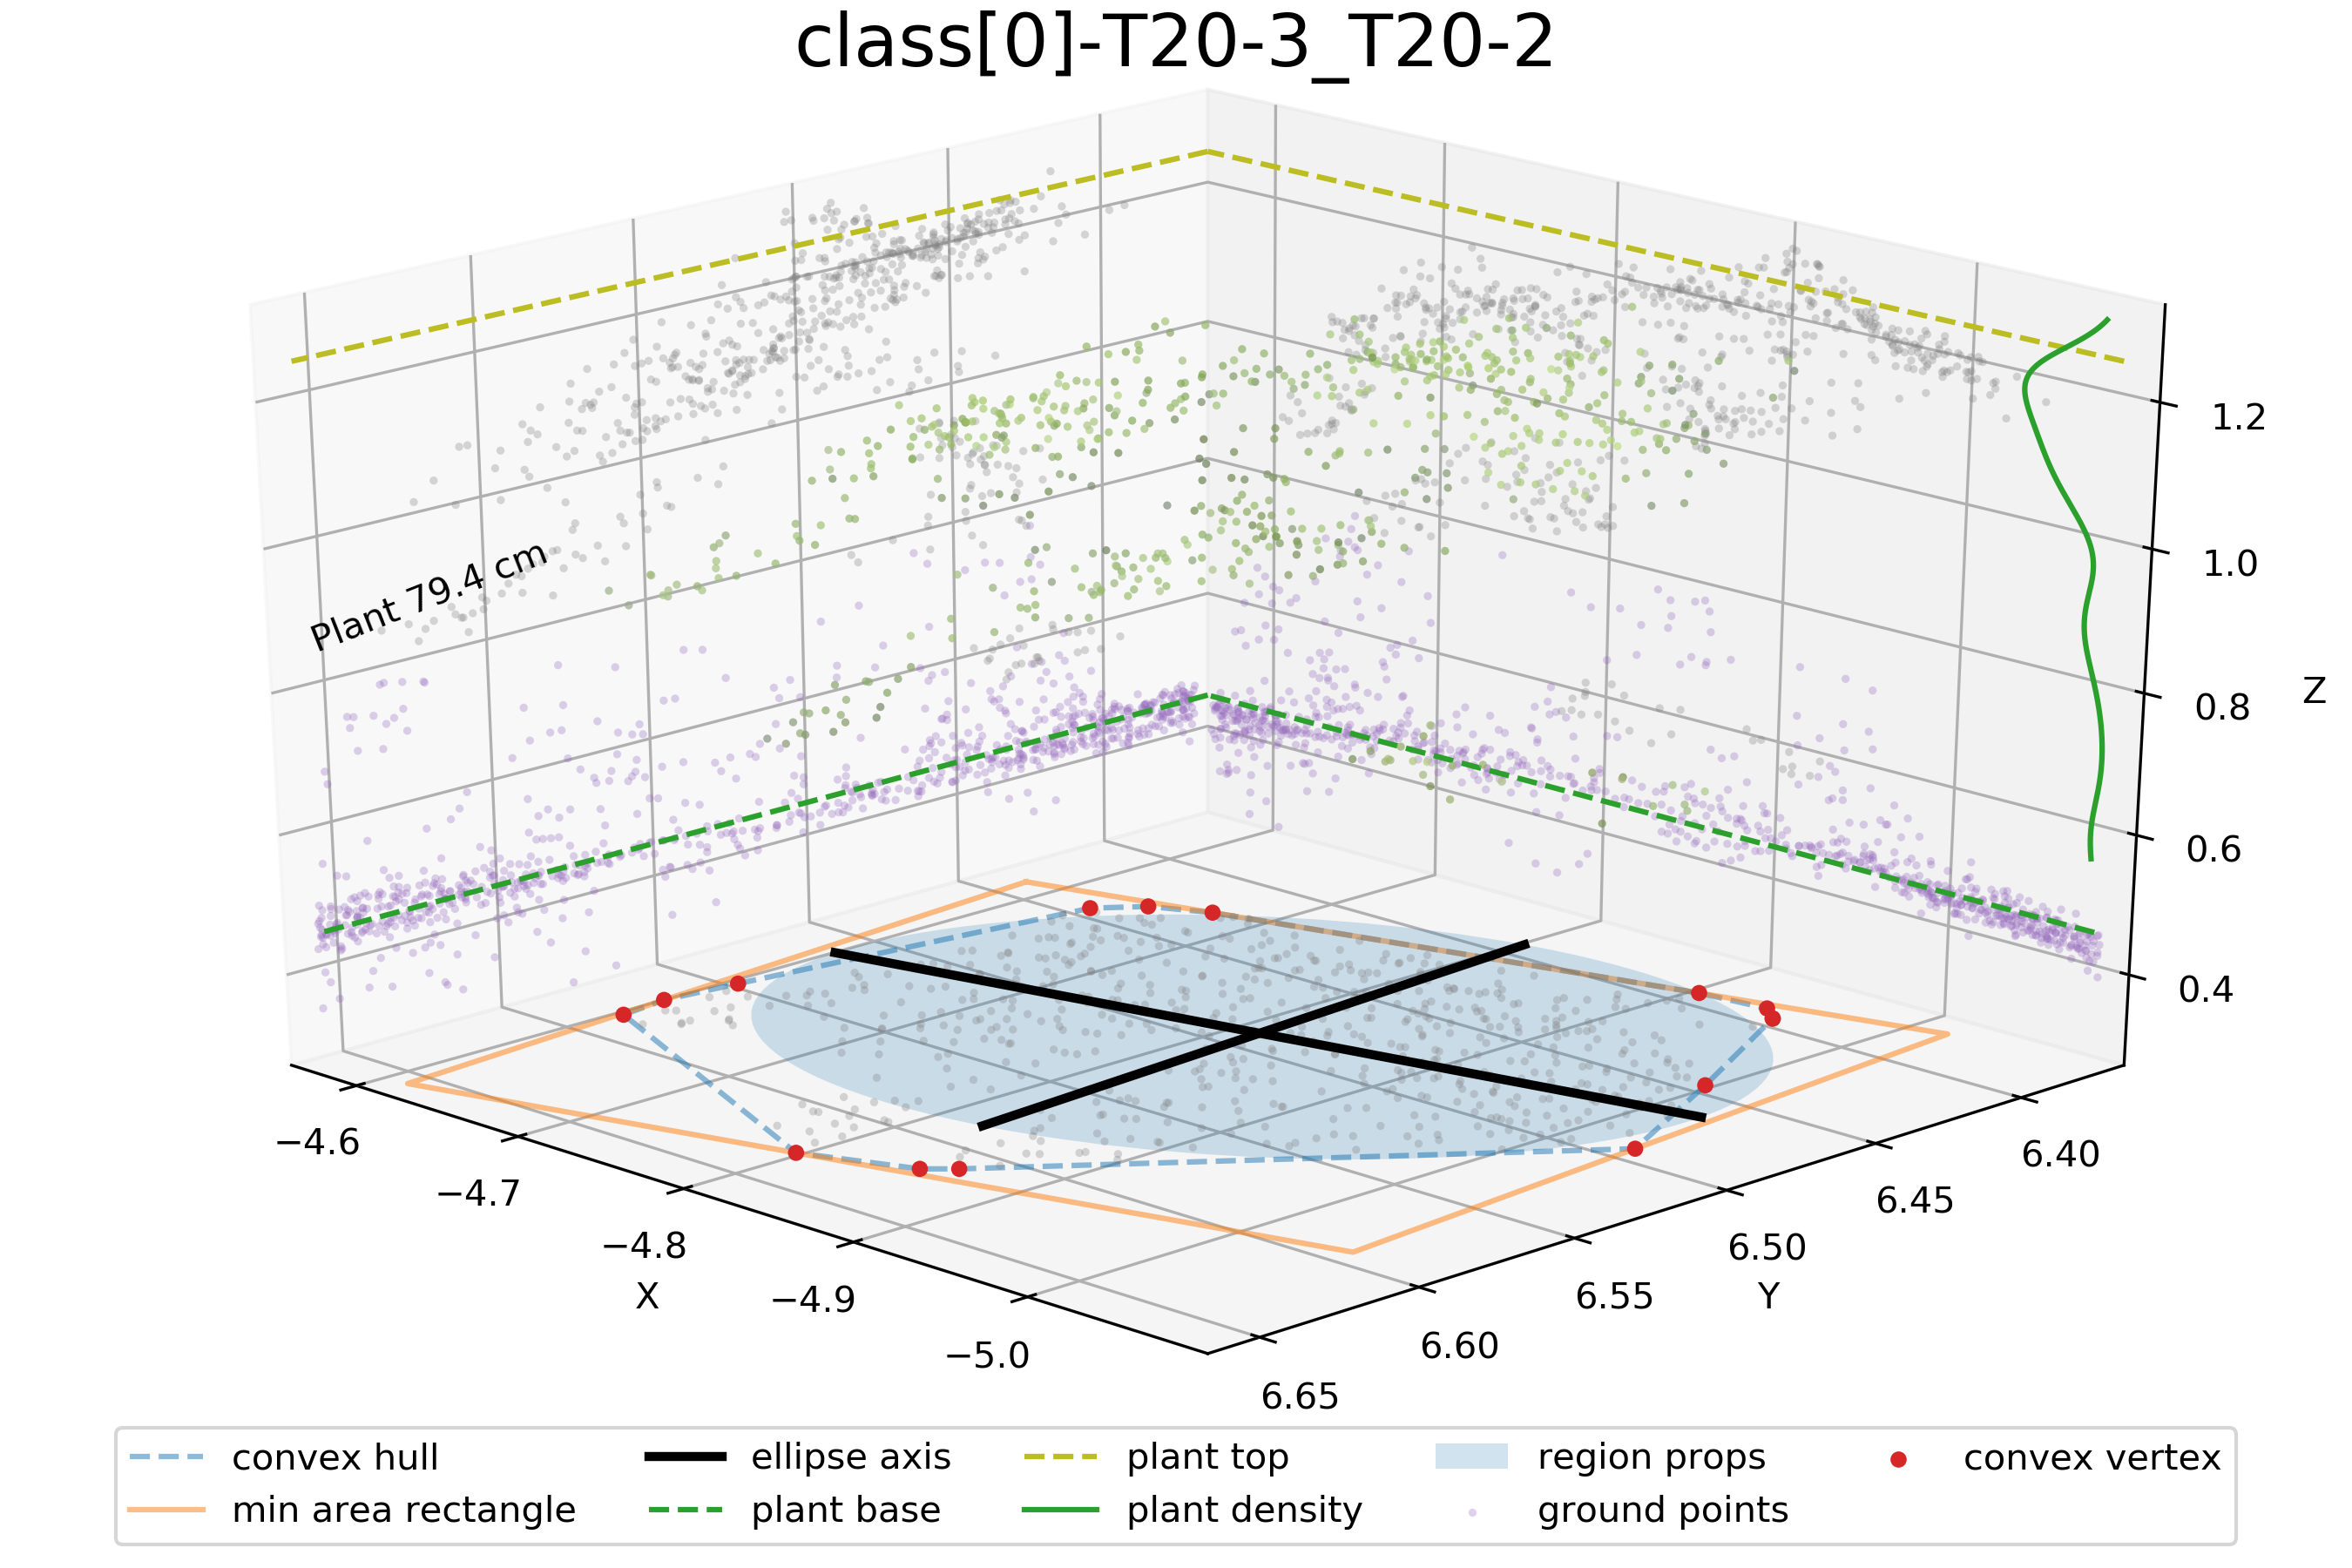 class[0]-T20-3_T20-2
Plant 79.4 cm
1.2
1.0
0.8
0.6
0.4
Z
−4.6
−4.7
−4.8
−4.9
−5.0
X
6.40
6.45
6.50
6.55
6.60
6.65
Y
convex hull
min area rectangle
ellipse axis
plant base
plant top
plant density
region props
ground points
convex vertex